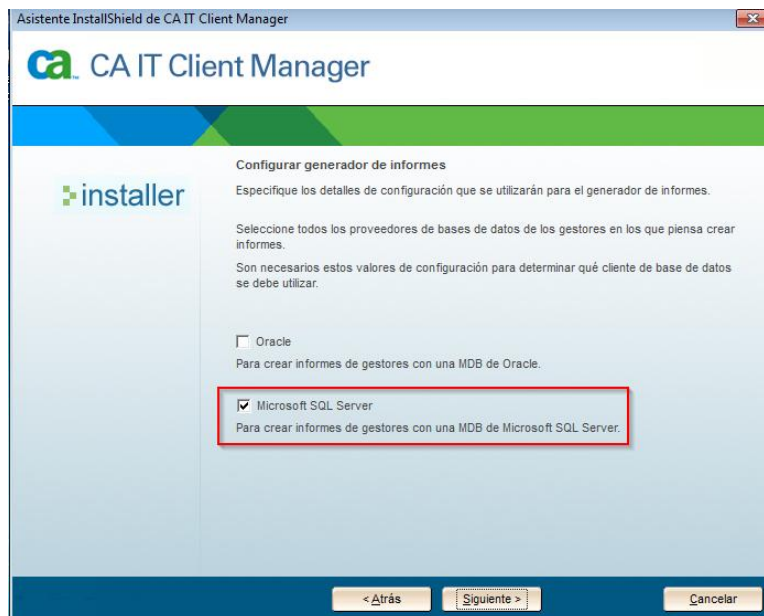 Asistente InstallShield de CA IT Client Manager
ca CA IT Client Manager
installer
Configurar generador de informes
Especifique los detalles de configuración que se utilizarán para el generador de informes.
Seleccione todos los proveedores de bases de datos de los gestores en los que piensa crear
informes.
Son necesarios estos valores de configuración para determinar qué cliente de base de datos
se debe utilizar.
Oracle
Para crear informes de gestores con una MDB de Oracle.
Microsoft SQL Server
Para crear informes de gestores con una MDB de Microsoft SQL Server.
< Atrás
Siguiente >
Cancelar